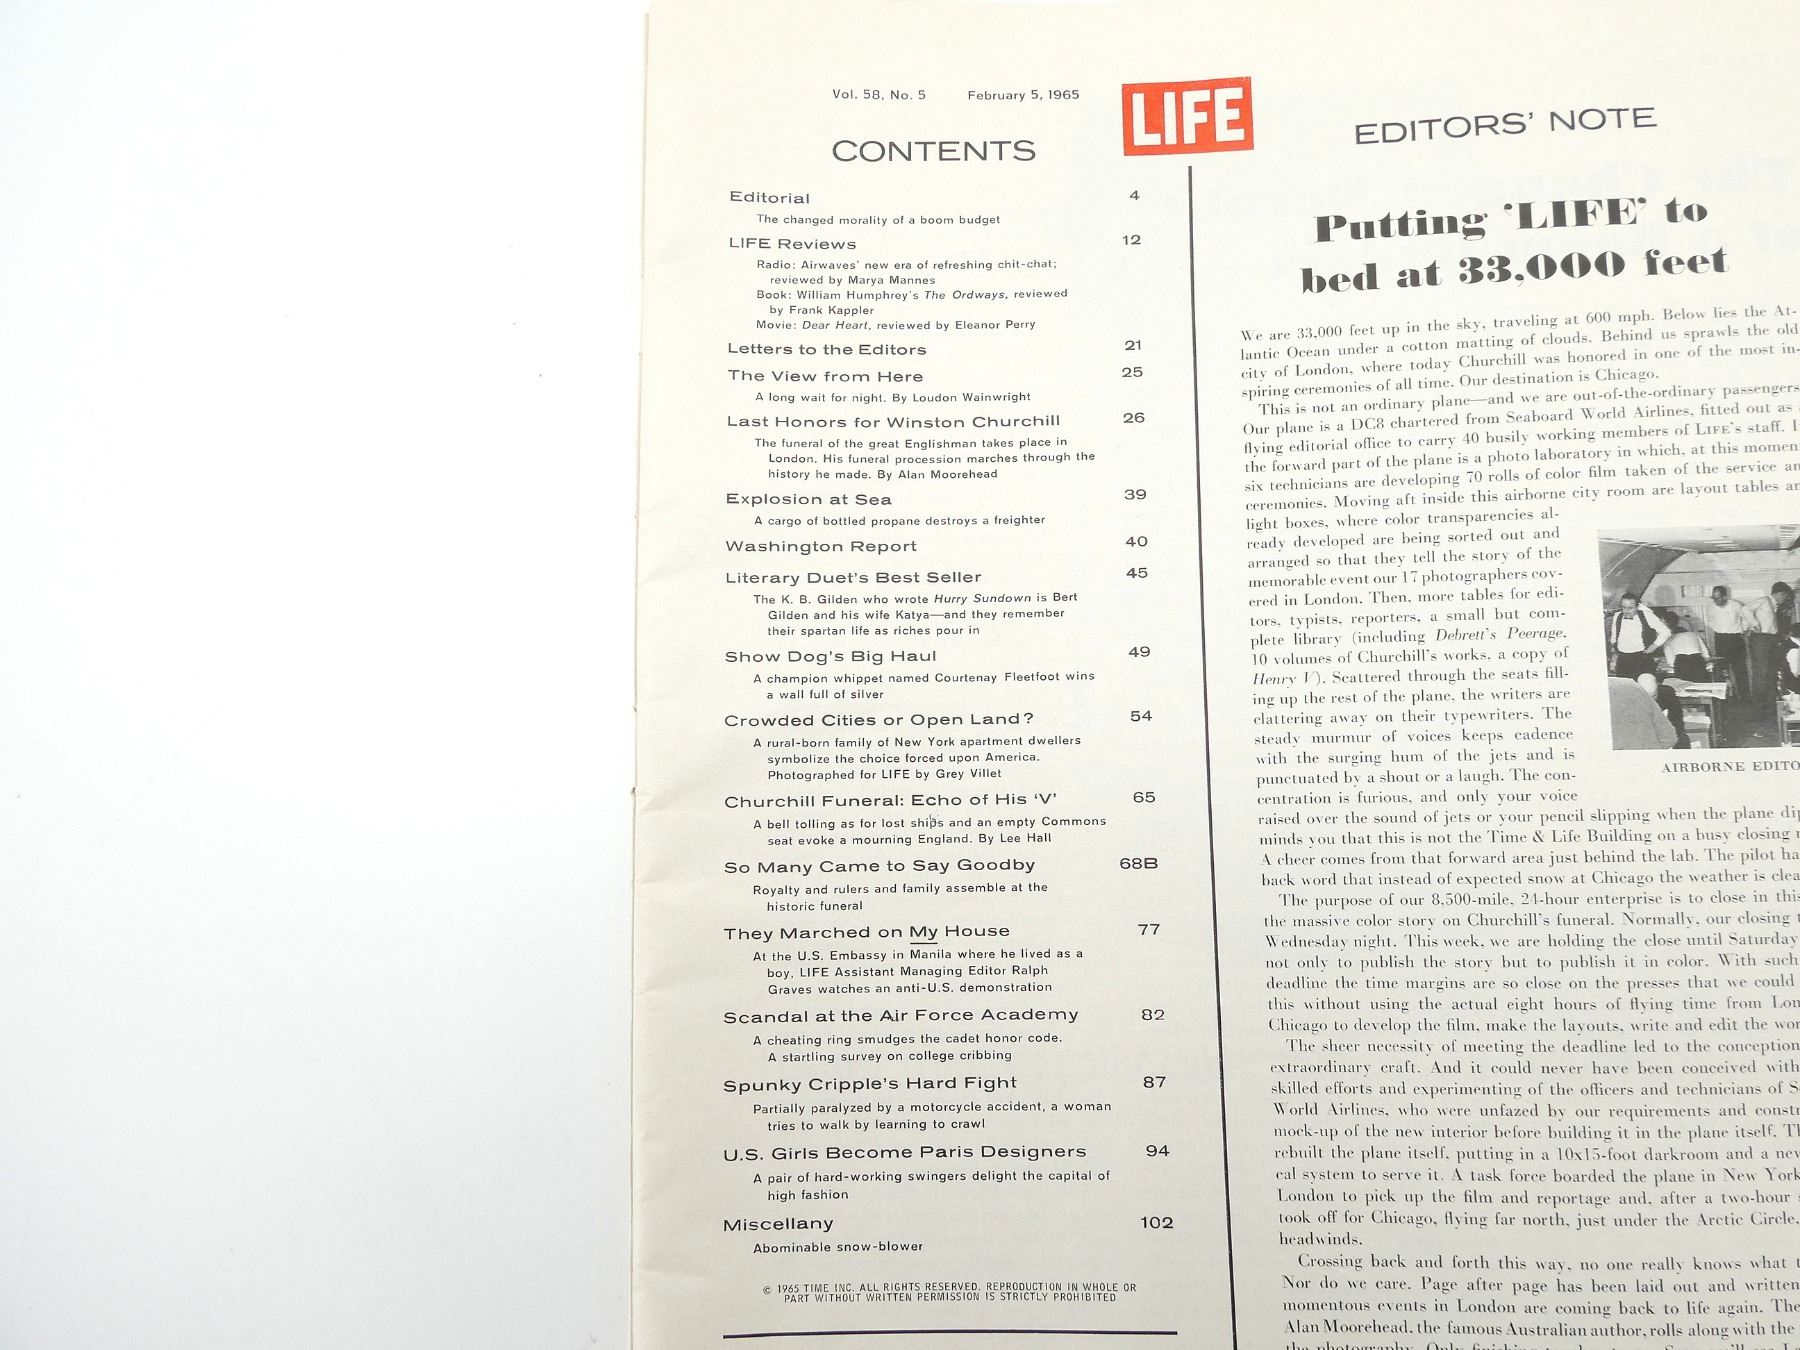 Vol. 58, No. 5 February 5, 1965
LIFE
CONTENTS
Editorial 4
The changed morality of a boom budget
LIFE Reviews 12
Radio: Airwaves' new era of refreshing chit-chat;
reviewed by Marya Mannes
Book: William Humphrey's The Ordways, reviewed
by Frank Kappler
Movie: Dear Heart, reviewed by Eleanor Perry
Letters to the Editors 21
The View from Here 25
A long wait for night. By Loudon Wainwright
Last Honors for Winston Churchill 26
The funeral of the great Englishman takes place in
London. His funeral procession marches through the
history he made. By Alan Moorehead
Explosion at Sea 39
A cargo of bottled propane destroys a freighter
Washington Report 40
Literary Duet's Best Seller 45
The K. B. Gilden who wrote Hurry Sundown is Bert
Gilden and his wife Katya—and they remember
their spartan life as riches pour in
Show Dog's Big Haul 49
A champion whippet named Courtenay Fleetfoot wins
a wall full of silver
Crowded Cities or Open Land? 54
A rural-born family of New York apartment dwellers
symbolize the choice forced upon America.
Photographed for LIFE by Grey Villet
Churchill Funeral: Echo of His 'V' 65
A bell tolling as for lost ships and an empty Commons
seat evoke a mourning England. By Lee Hall
So Many Came to Say Goodby 68B
Royalty and rulers and family assemble at the
historic funeral
They Marched on My House 77
At the U.S. Embassy in Manila where he lived as a
boy, LIFE Assistant Managing Editor Ralph
Graves watches an anti-U.S. demonstration
Scandal at the Air Force Academy 82
A cheating ring smudges the cadet honor code.
A startling survey on college cribbing
Spunky Cripple's Hard Fight 87
Partially paralyzed by a motorcycle accident, a woman
tries to walk by learning to crawl
U.S. Girls Become Paris Designers 94
A pair of hard-working swingers delight the capital of
high fashion
Miscellany 102
Abominable snow-blower
© 1965 TIME INC. ALL RIGHTS RESERVED. REPRODUCTION IN WHOLE OR
PART WITHOUT WRITTEN PERMISSION IS STRICTLY PROHIBITED
EDITORS' NOTE
Putting 'LIFE' to
bed at 33,000 feet
We are 33,000 feet up in the sky, traveling at 600 mph. Below lies the At-
lantic Ocean under a cotton matting of clouds. Behind us sprawls the old
city of London, where today Churchill was honored in one of the most in-
spiring ceremonies of all time. Our destination is Chicago.
This is not an ordinary plane—and we are out-of-the-ordinary passengers.
Our plane is a DC8 chartered from Seaboard World Airlines, fitted out as
flying editorial office to carry 40 busily working members of LIFE's staff.
the forward part of the plane is a photo laboratory in which, at this momen
six technicians are developing 70 rolls of color film taken of the service an
ceremonies. Moving aft inside this airborne city room are layout tables an
light boxes, where color transparencies al-
ready developed are being sorted out and
arranged so that they tell the story of the
memorable event our 17 photographers cov-
ered in London. Then, more tables for edi-
tors, typists, reporters, a small but com-
plete library (including Debrett's Peerage,
10 volumes of Churchill's works, a copy of
Henry V). Scattered through the seats fill-
ing up the rest of the plane, the writers are
clattering away on their typewriters. The
steady murmur of voices keeps cadence
with the surging hum of the jets and is
punctuated by a shout or a laugh. The con-
centration is furious, and only your voice
raised over the sound of jets or your pencil slipping when the plane dip
minds you that this is not the Time & Life Building on a busy closing
A cheer comes from that forward area just behind the lab. The pilot ha
back word that instead of expected snow at Chicago the weather is clea
The purpose of our 8,500-mile, 24-hour enterprise is to close in this
the massive color story on Churchill's funeral. Normally, our closing
Wednesday night. This week, we are holding the close until Saturday
not only to publish the story but to publish it in color. With such
deadline the time margins are so close on the presses that we could
this without using the actual eight hours of flying time from Lon
Chicago to develop the film, make the layouts, write and edit the wor
The sheer necessity of meeting the deadline led to the conception
extraordinary craft. And it could never have been conceived with
skilled efforts and experimenting of the officers and technicians of S
World Airlines, who were unfazed by our requirements and constr
mock-up of the new interior before building it in the plane itself. Th
rebuilt the plane itself, putting in a 10x15-foot darkroom and a new
cal system to serve it. A task force boarded the plane in New York
London to pick up the film and reportage and, after a two-hour
took off for Chicago, flying far north, just under the Arctic Circle,
headwinds.
Crossing back and forth this way, no one really knows what t
Nor do we care. Page after page has been laid out and written
momentous events in London are coming back to life again. The
Alan Moorehead, the famous Australian author, rolls along with the
AIRBORNE EDITO